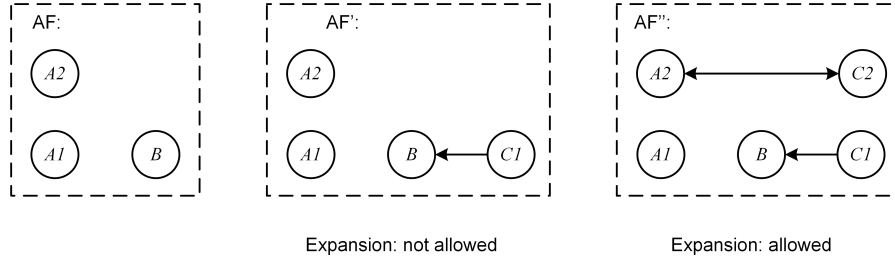 AF: AF': AF'':
A2 A2 A2 C2
A1 B A1 B C1 A1 B C1
Expansion: not allowed Expansion: allowed